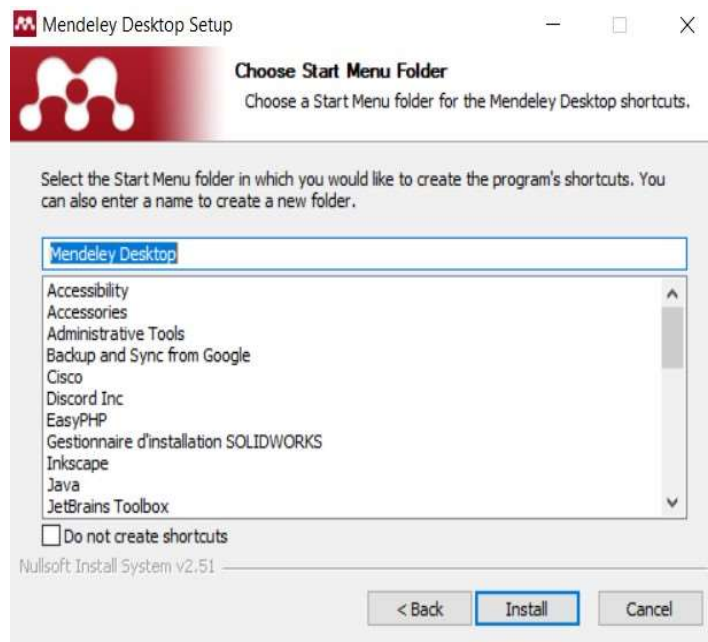 Mendeley Desktop Setup
Choose Start Menu Folder
Choose a Start Menu folder for the Mendeley Desktop shortcuts.
Select the Start Menu folder in which you would like to create the program's shortcuts. You
can also enter a name to create a new folder.
Mendeley Desktop
Accessibility
Accessories
Administrative Tools
Backup and Sync from Google
Cisco
Discord Inc
EasyPHP
Gestionnaire d'installation SOLIDWORKS
Inkscape
Java
JetBrains Toolbox
Do not create shortcuts
Nullsoft Install System v2.51
< Back Install Cancel